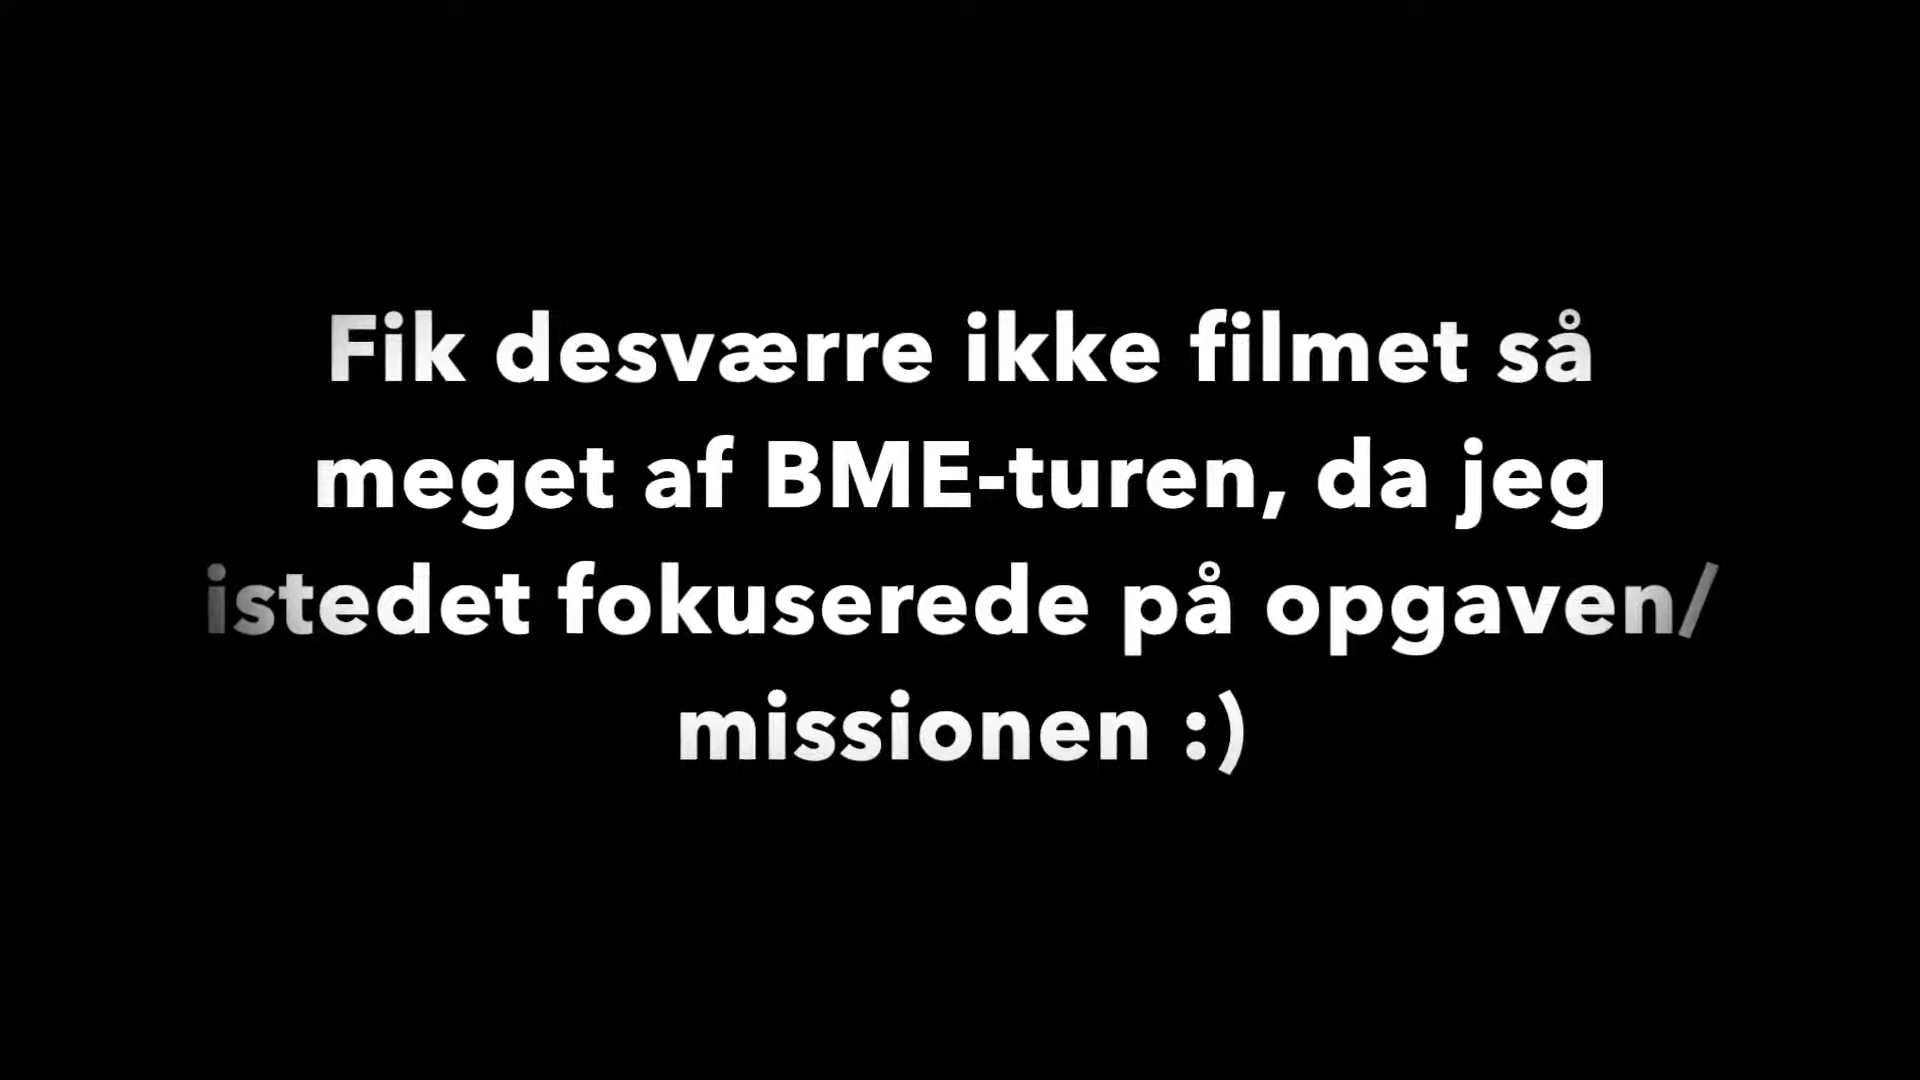 Fik desværre ikke filmet så
meget af BME-turen, da jeg
istedet fokuserede på opgaven/
missionen :)